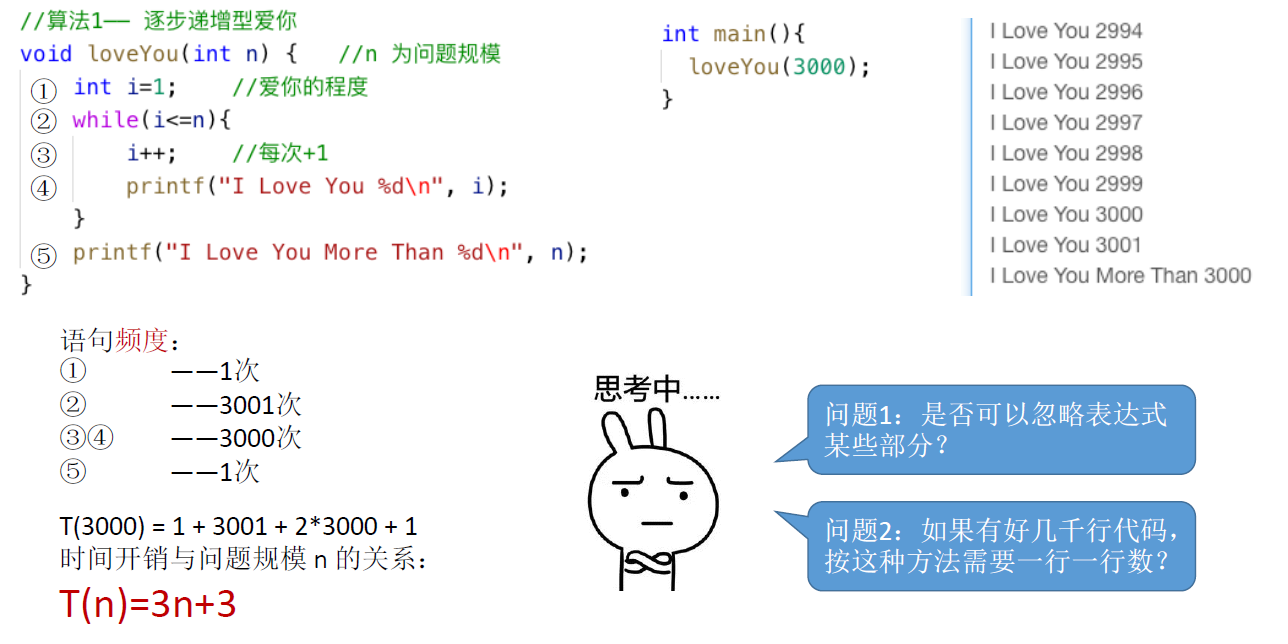 //算法1—— 逐步递增型爱你
void loveYou(int n) {   //n 为问题规模
① int i=1;    //爱你的程度
② while(i<=n){
③ i++;    //每次+1
④ printf("I Love You %d\n", i);
}
⑤ printf("I Love You More Than %d\n", n);
}
int main(){
loveYou(3000);
}
I Love You 2994
I Love You 2995
I Love You 2996
I Love You 2997
I Love You 2998
I Love You 2999
I Love You 3000
I Love You 3001
I Love You More Than 3000
语句频度：
① ——1次
② ——3001次
③④ ——3000次
⑤ ——1次
T(3000) = 1 + 3001 + 2*3000 + 1
时间开销与问题规模 n 的关系：
T(n)=3n+3
思考中……
问题1：是否可以忽略表达式
某些部分？
问题2：如果有好几千行代码，
按这种方法需要一行一行数？